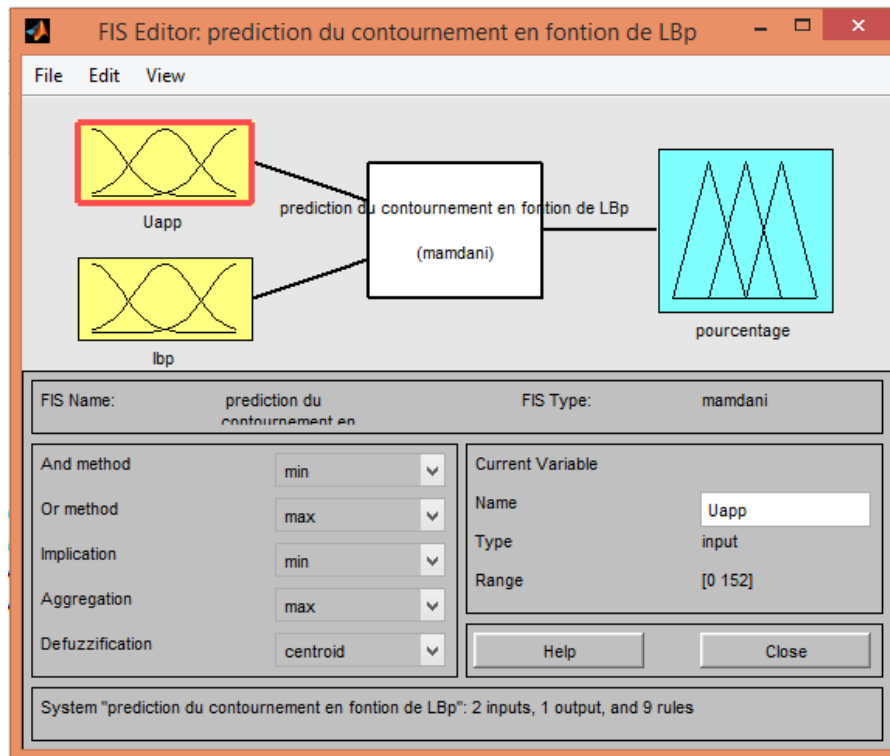 FIS Editor: prediction du contournement en fontion de LBp
File Edit View
Uapp
prediction du contournement en fontion de LBp
(mamdani)
pourcentage
lbp
FIS Name: prediction du contournement en FIS Type: mamdani
And method min
Or method max
Implication min
Aggregation max
Defuzzification centroid
Current Variable
Name Uapp
Type input
Range [0 152]
Help Close
System "prediction du contournement en fontion de LBp": 2 inputs, 1 output, and 9 rules